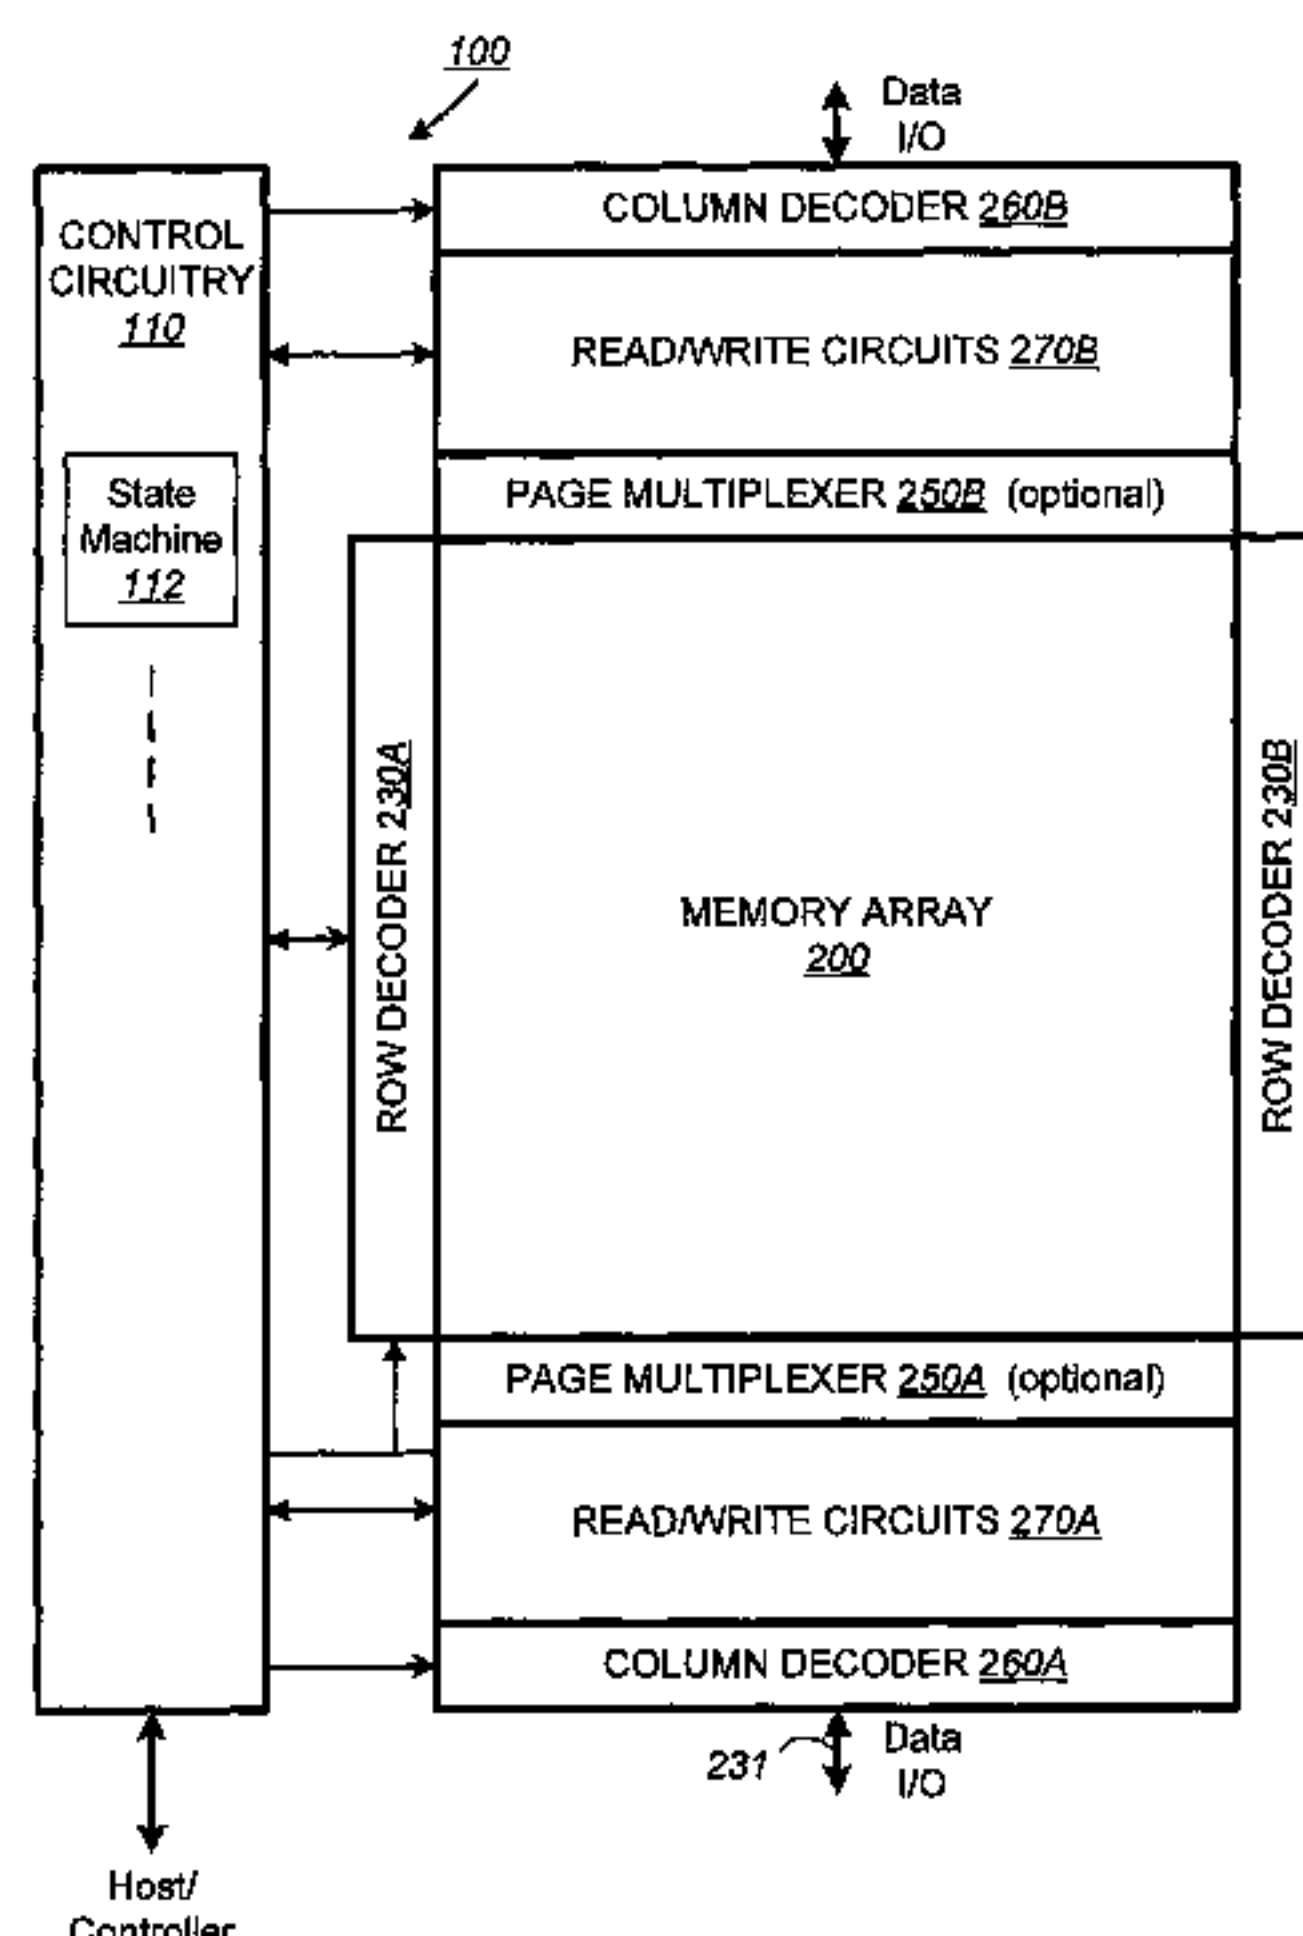 100
Data
I/O
COLUMN DECODER 260B
CONTROL
CIRCUITRY
110
READ/WRITE CIRCUITS 270B
State
Machine
112
PAGE MULTIPLEXER 250B (optional)
ROW DECODER 230A
MEMORY ARRAY
200
ROW DECODER 230B
PAGE MULTIPLEXER 250A (optional)
READ/WRITE CIRCUITS 270A
COLUMN DECODER 260A
231
Data
I/O
Host/
Controller